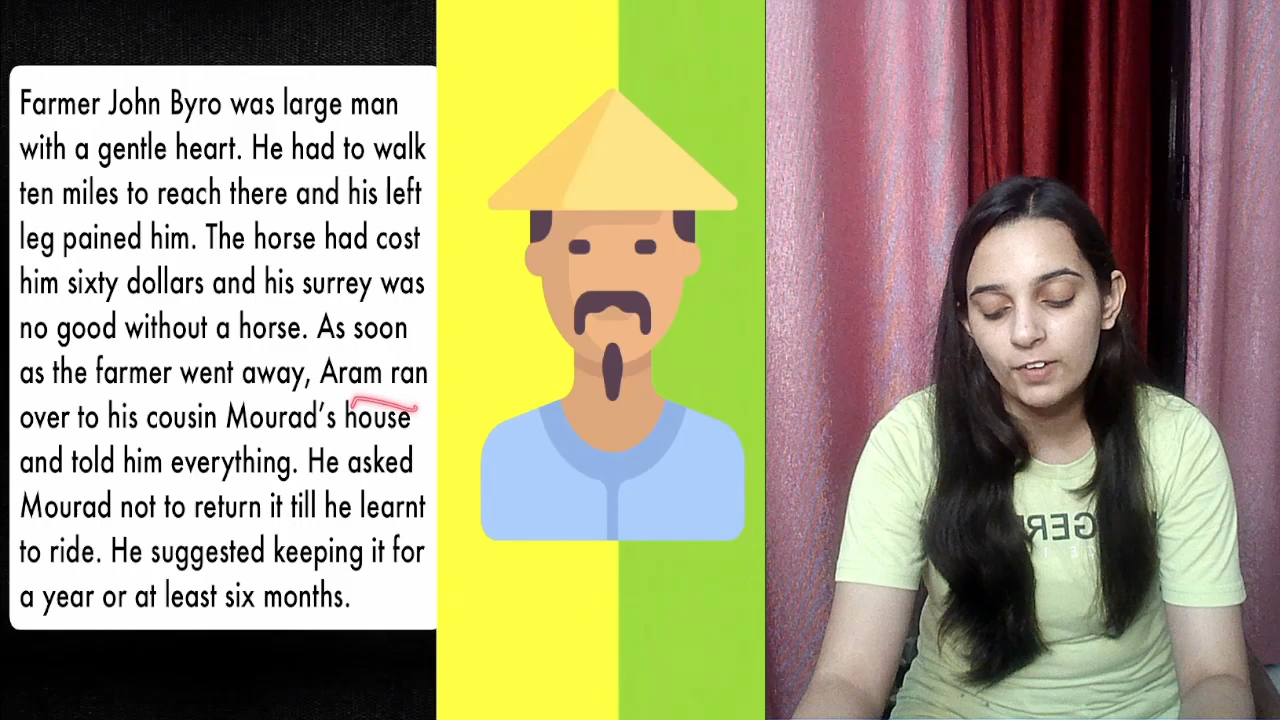 Farmer John Byro was large man
with a gentle heart. He had to walk
ten miles to reach there and his left
leg pained him. The horse had cost
him sixty dollars and his surrey was
no good without a horse. As soon
as the farmer went away, Aram ran
over to his cousin Mourad’s house
and told him everything. He asked
Mourad not to return it till he learnt
to ride. He suggested keeping it for
a year or at least six months.